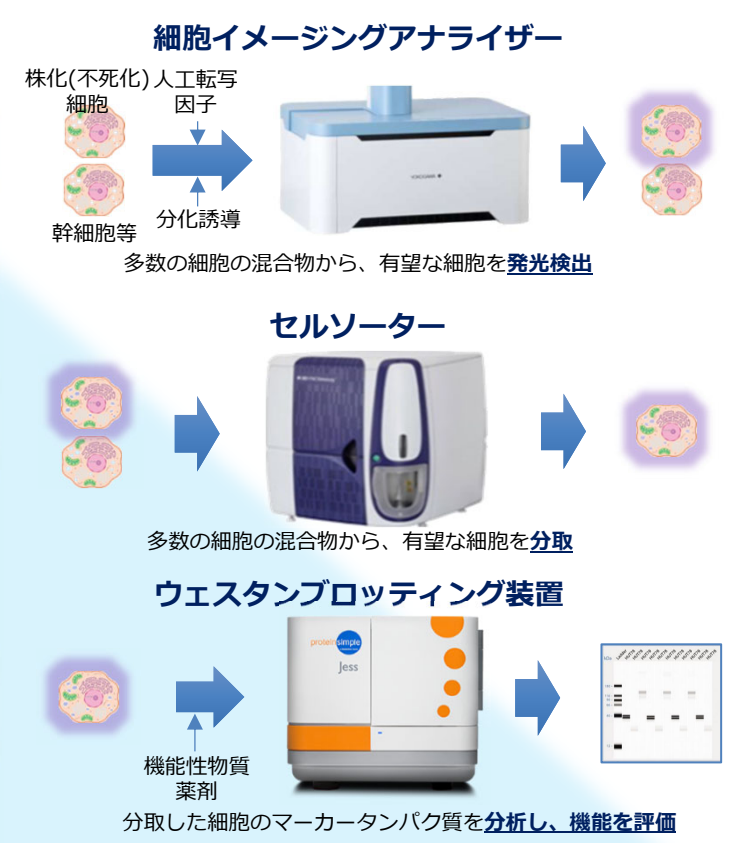 細胞イメージングアナライザー
株化(不死化)
細胞
人工転写
因子
YOKOGAWA
幹細胞等
分化誘導
多数の細胞の混合物から、有望な細胞を発光検出
セルソーター
多数の細胞の混合物から、有望な細胞を分取
ウェスタンブロッティング装置
proteinsimple
Jess
機能性物質
薬剤
分取した細胞のマーカータンパク質を分析し、機能を評価